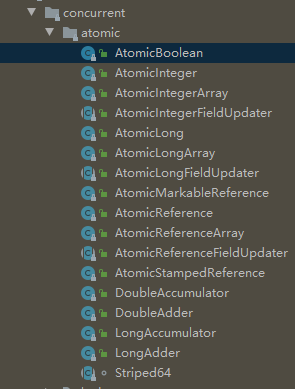 concurrent
atomic
AtomicBoolean
AtomicInteger
AtomicIntegerArray
AtomicIntegerFieldUpdater
AtomicLong
AtomicLongArray
AtomicLongFieldUpdater
AtomicMarkableReference
AtomicReference
AtomicReferenceArray
AtomicReferenceFieldUpdater
AtomicStampedReference
DoubleAccumulator
DoubleAdder
LongAccumulator
LongAdder
Striped64